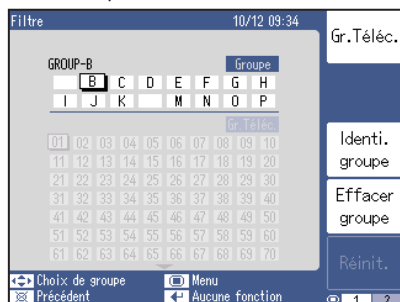 Filtre 10/12 09:34
Gr.Téléc.
GROUP-B Groupe
B C D E F G H
I J K M N O P
Gr.Téléc.
01 02 03 04 05 06 07 08 09 10
11 12 13 14 15 16 17 18 19 20
21 22 23 24 25 26 27 28 29 30
31 32 33 34 35 36 37 38 39 40
41 42 43 44 45 46 47 48 49 50
51 52 53 54 55 56 57 58 59 60
61 62 63 64 65 66 67 68 69 70
Identi.
groupe
Effacer
groupe
Réinit.
Choix de groupe Menu
Précédent Aucune fonction
1 2